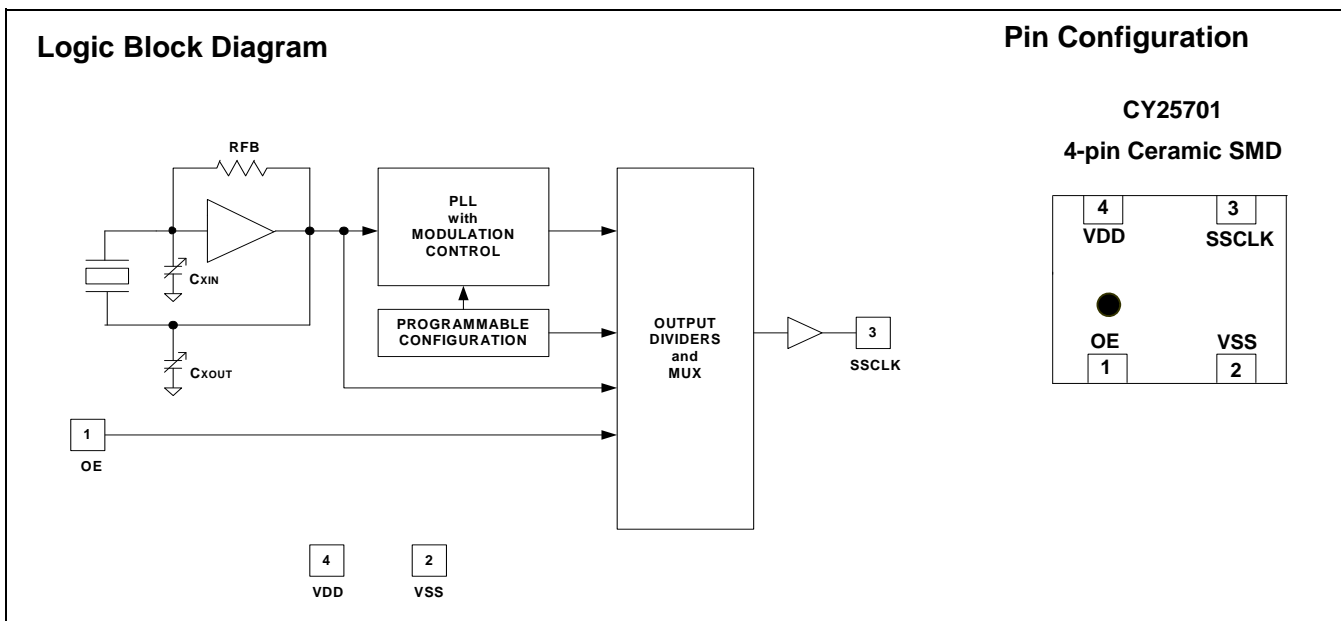 Logic Block Diagram
RFB
CXIN
CXOUT
PLL
with
MODULATION
CONTROL
PROGRAMMABLE
CONFIGURATION
OUTPUT
DIVIDERS
and
MUX
3
SSCLK
1
OE
4
VDD
2
VSS
Pin Configuration
CY25701
4-pin Ceramic SMD
4
VDD
3
SSCLK
OE
1
VSS
2